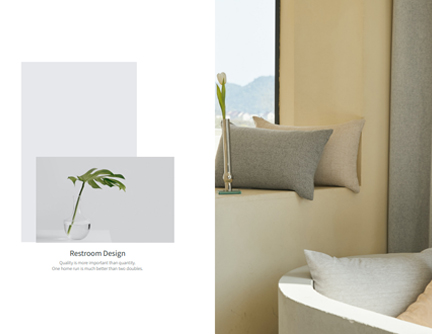 Restroom Design
Quality is more important than quantity.
One home run is much better than two doubles.